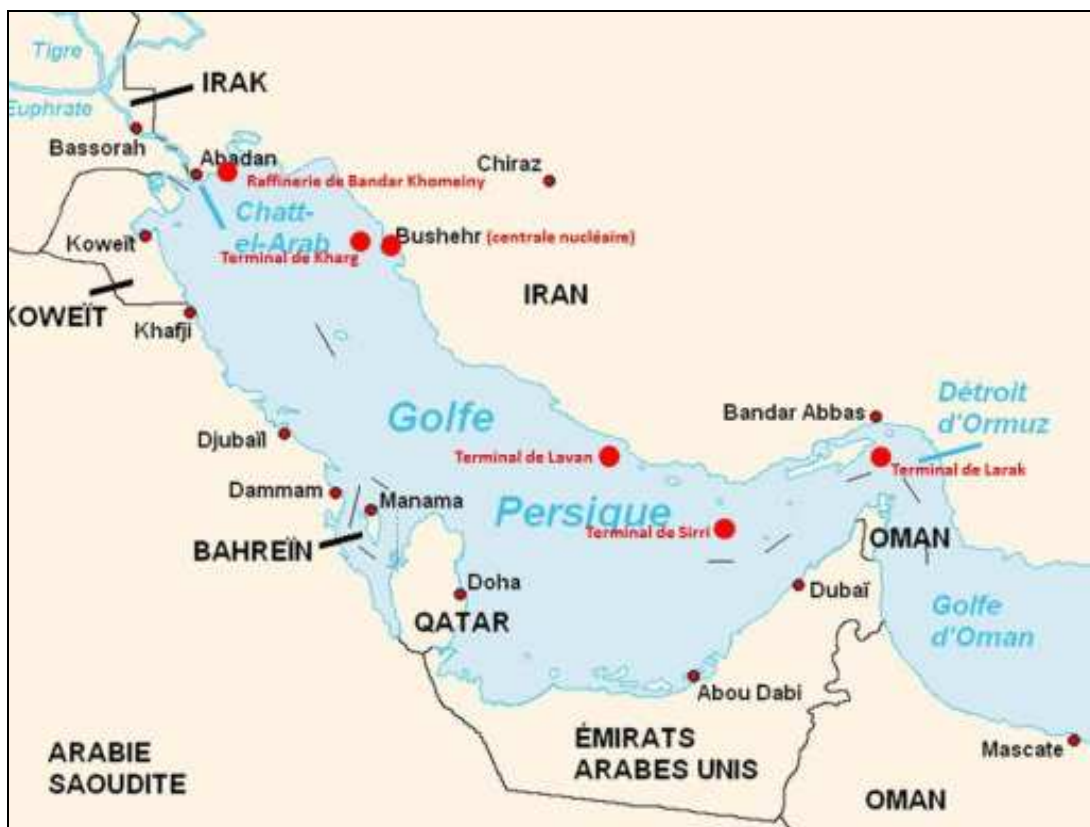 Tigre
IRAK
Euphrate
Bassorah
Abadan
Chiraz
Raffinerie de Bandar Khomeiny
Chatt-
el-Arab
Koweït
Bushehr (centrale nucléaire)
Terminal de Kharg
IRAN
KOWEÏT
Khafji
Détroit
d'Ormuz
Golfe
Bandar Abbas
Djubaïl
Terminal de Lavan
Terminal de Larak
Dammam
Manama
Persique
Terminal de Sirri
OMAN
BAHREÏN
Doha
Dubaï
QATAR
Golfe
d'Oman
Abou Dabi
ÉMIRATS
ARABES UNIS
Mascate
ARABIE
SAOUDITE
OMAN